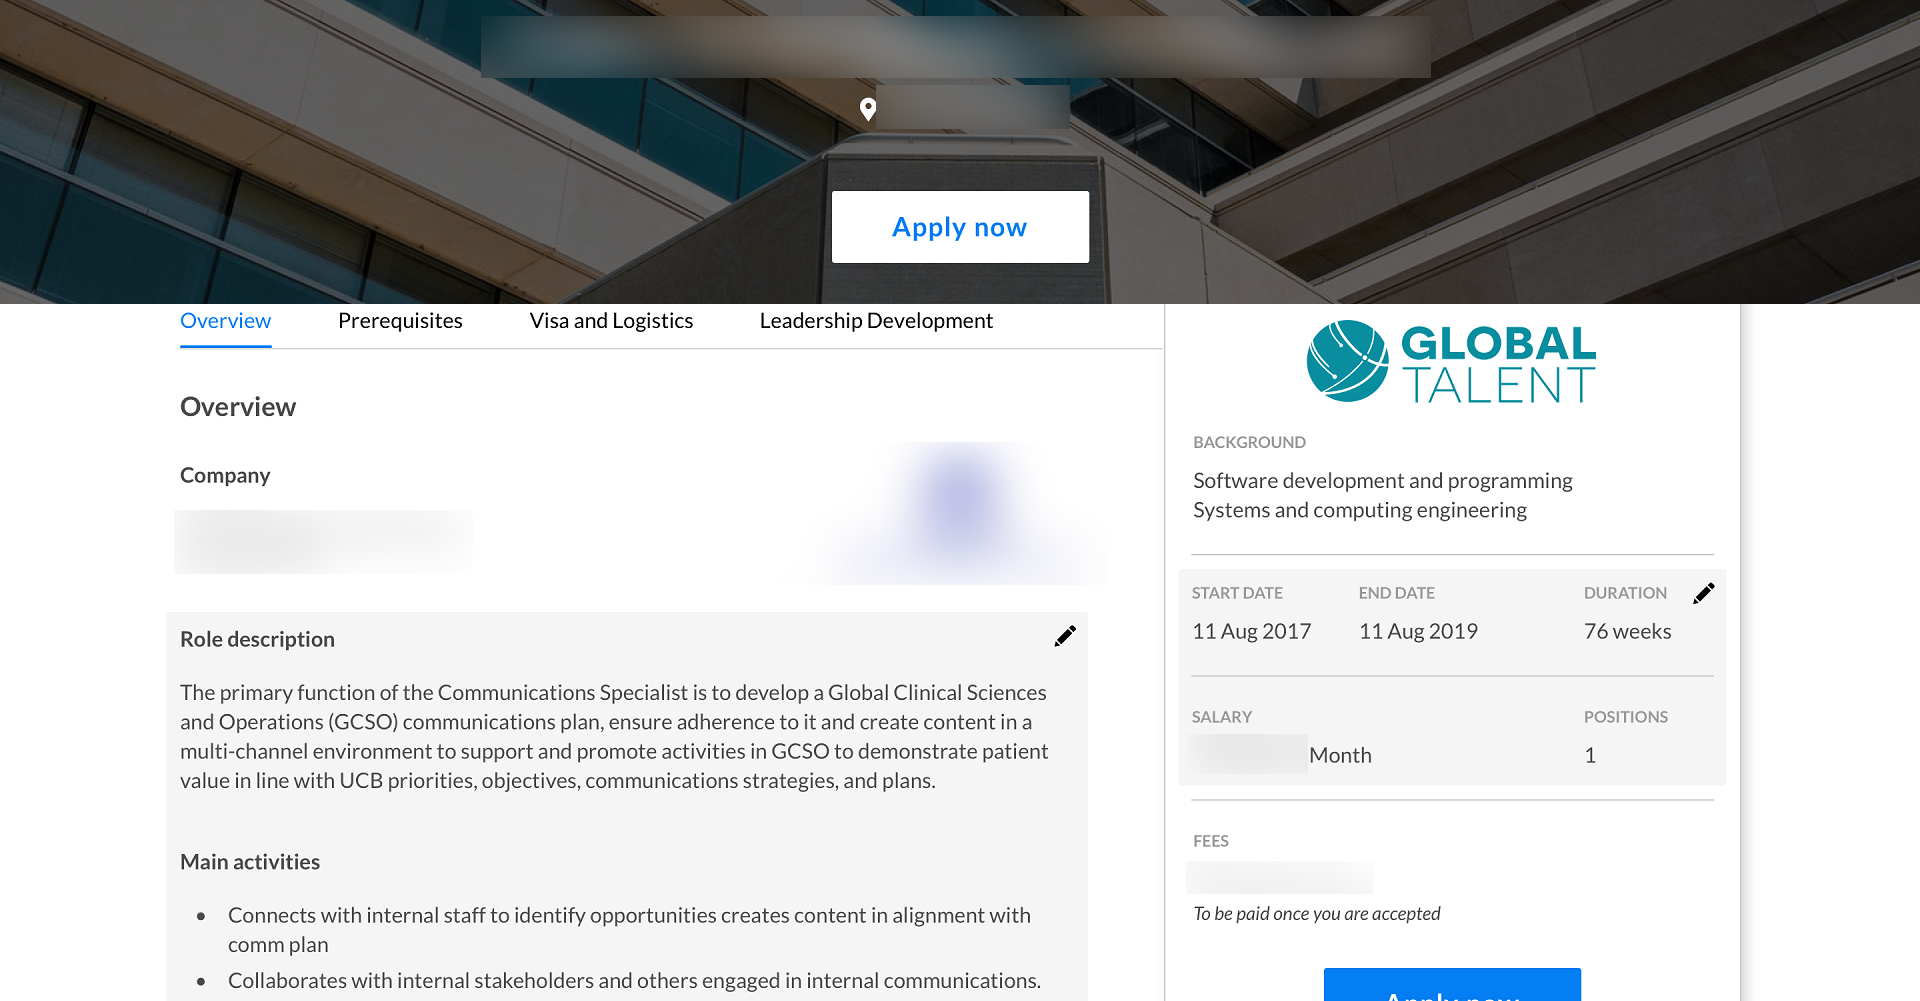 Apply now
Overview
Prerequisites
Visa and Logistics
Leadership Development
Overview
Company
Role description
The primary function of the Communications Specialist is to develop a Global Clinical Sciences
and Operations (GCSO) communications plan, ensure adherence to it and create content in a
multi-channel environment to support and promote activities in GCSO to demonstrate patient
value in line with UCB priorities, objectives, communications strategies, and plans.
Main activities
• Connects with internal staff to identify opportunities creates content in alignment with
comm plan
• Collaborates with internal stakeholders and others engaged in internal communications.
GLOBAL
TALENT
BACKGROUND
Software development and programming
Systems and computing engineering
START DATE
END DATE
DURATION
11 Aug 2017
11 Aug 2019
76 weeks
SALARY
POSITIONS
Month
1
FEES
To be paid once you are accepted
Apply now